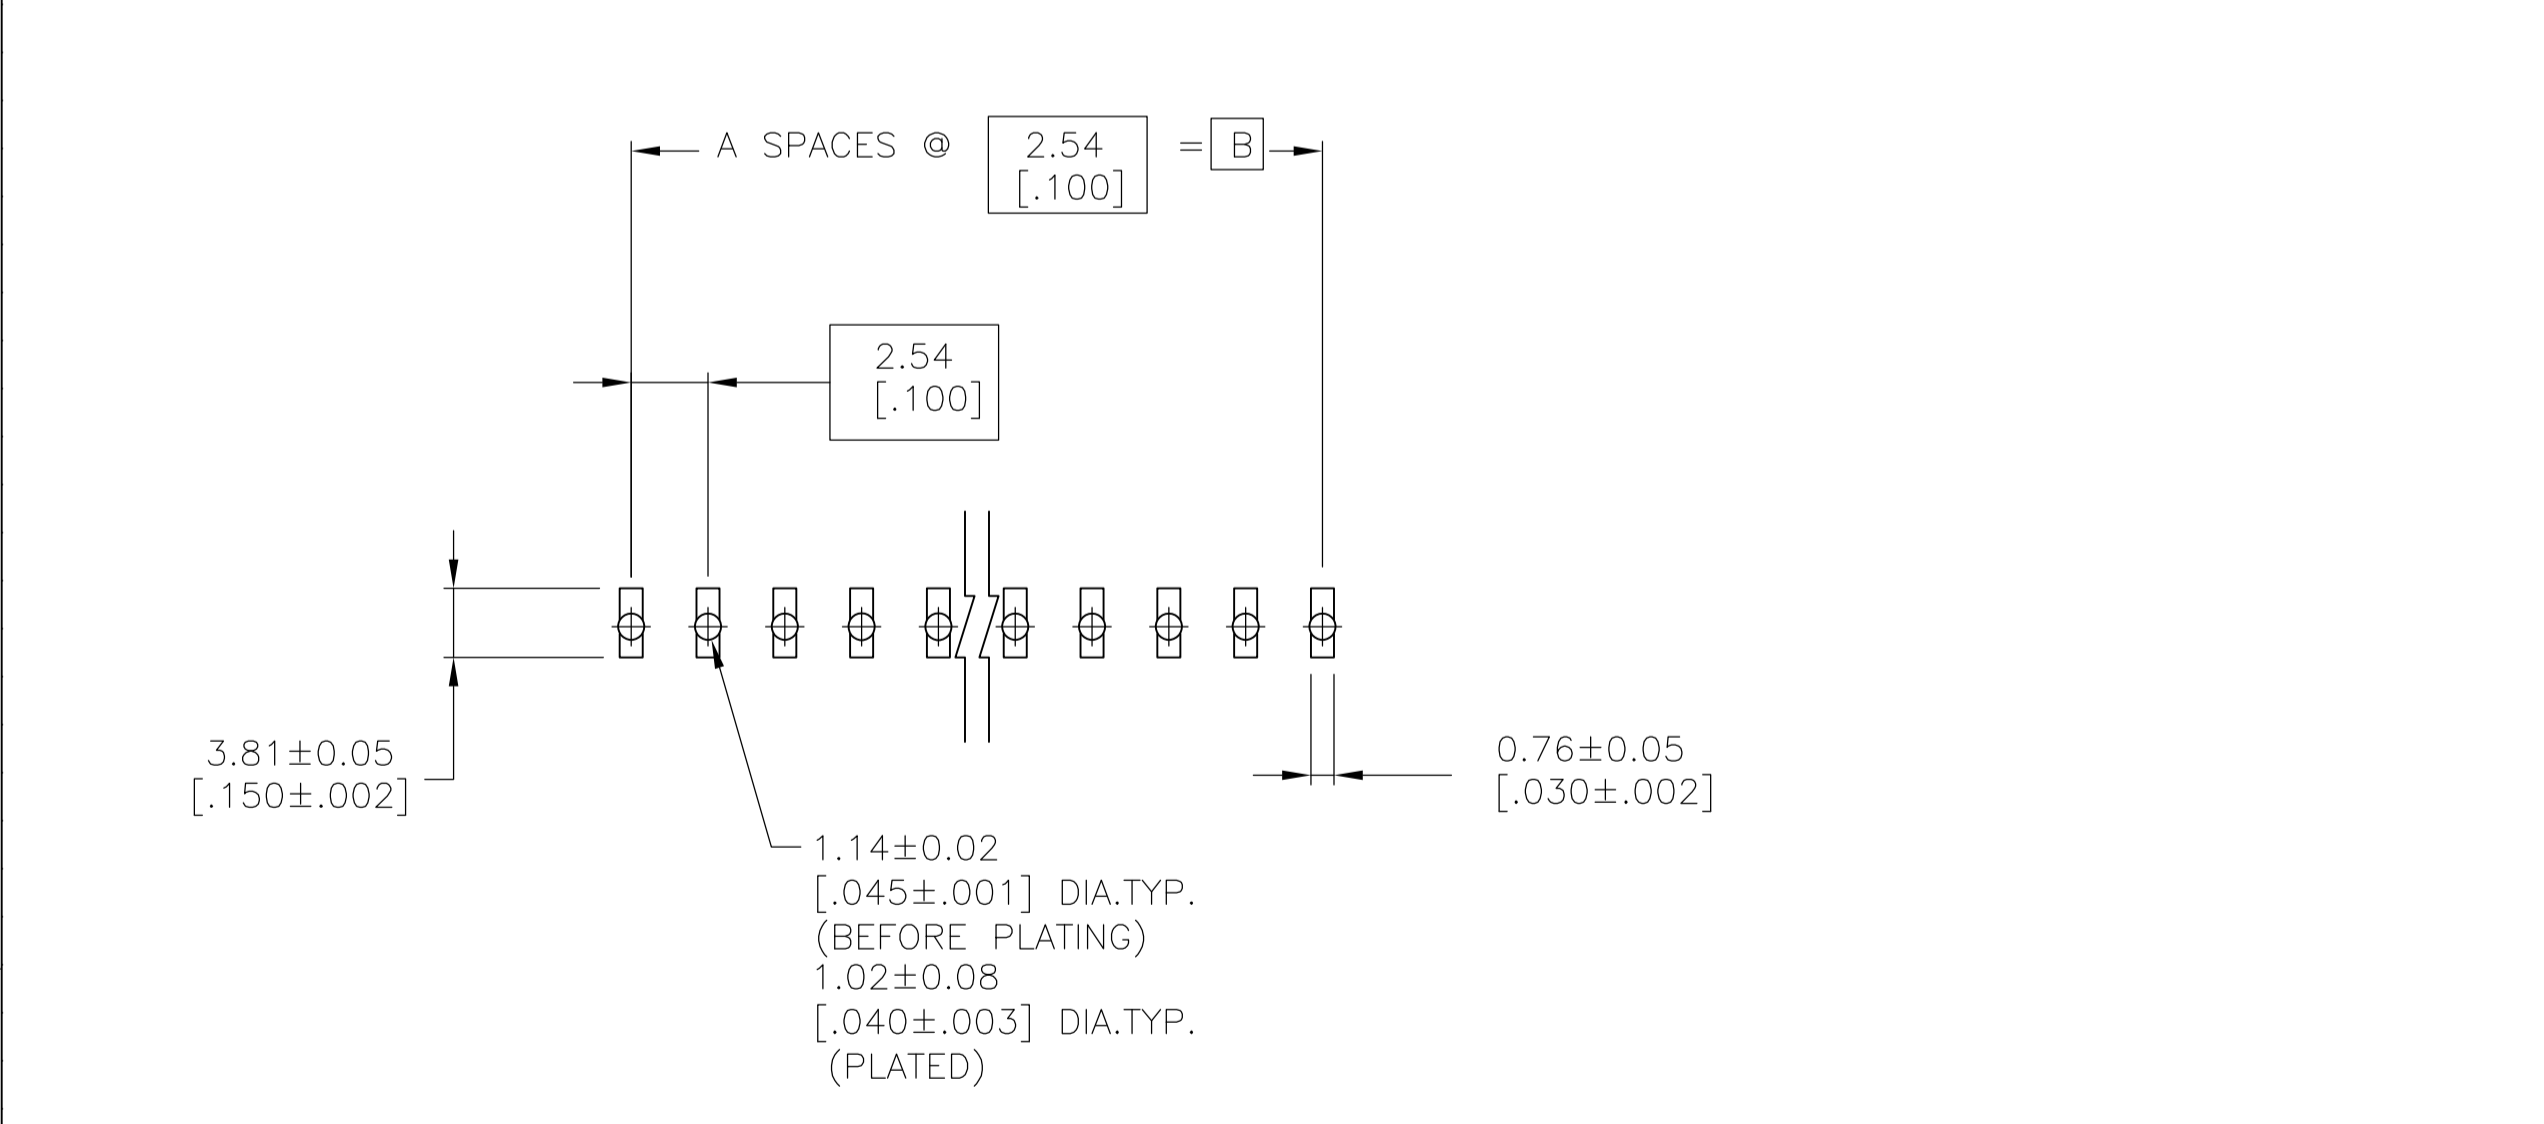 A SPACES @ 2.54 = B
[.100]
2.54
[.100]
3.81±0.05
[.150±.002]
0.76±0.05
[.030±.002]
1.14±0.02
[.045±.001] DIA.TYP.
(BEFORE PLATING)
1.02±0.08
[.040±.003] DIA.TYP.
(PLATED)